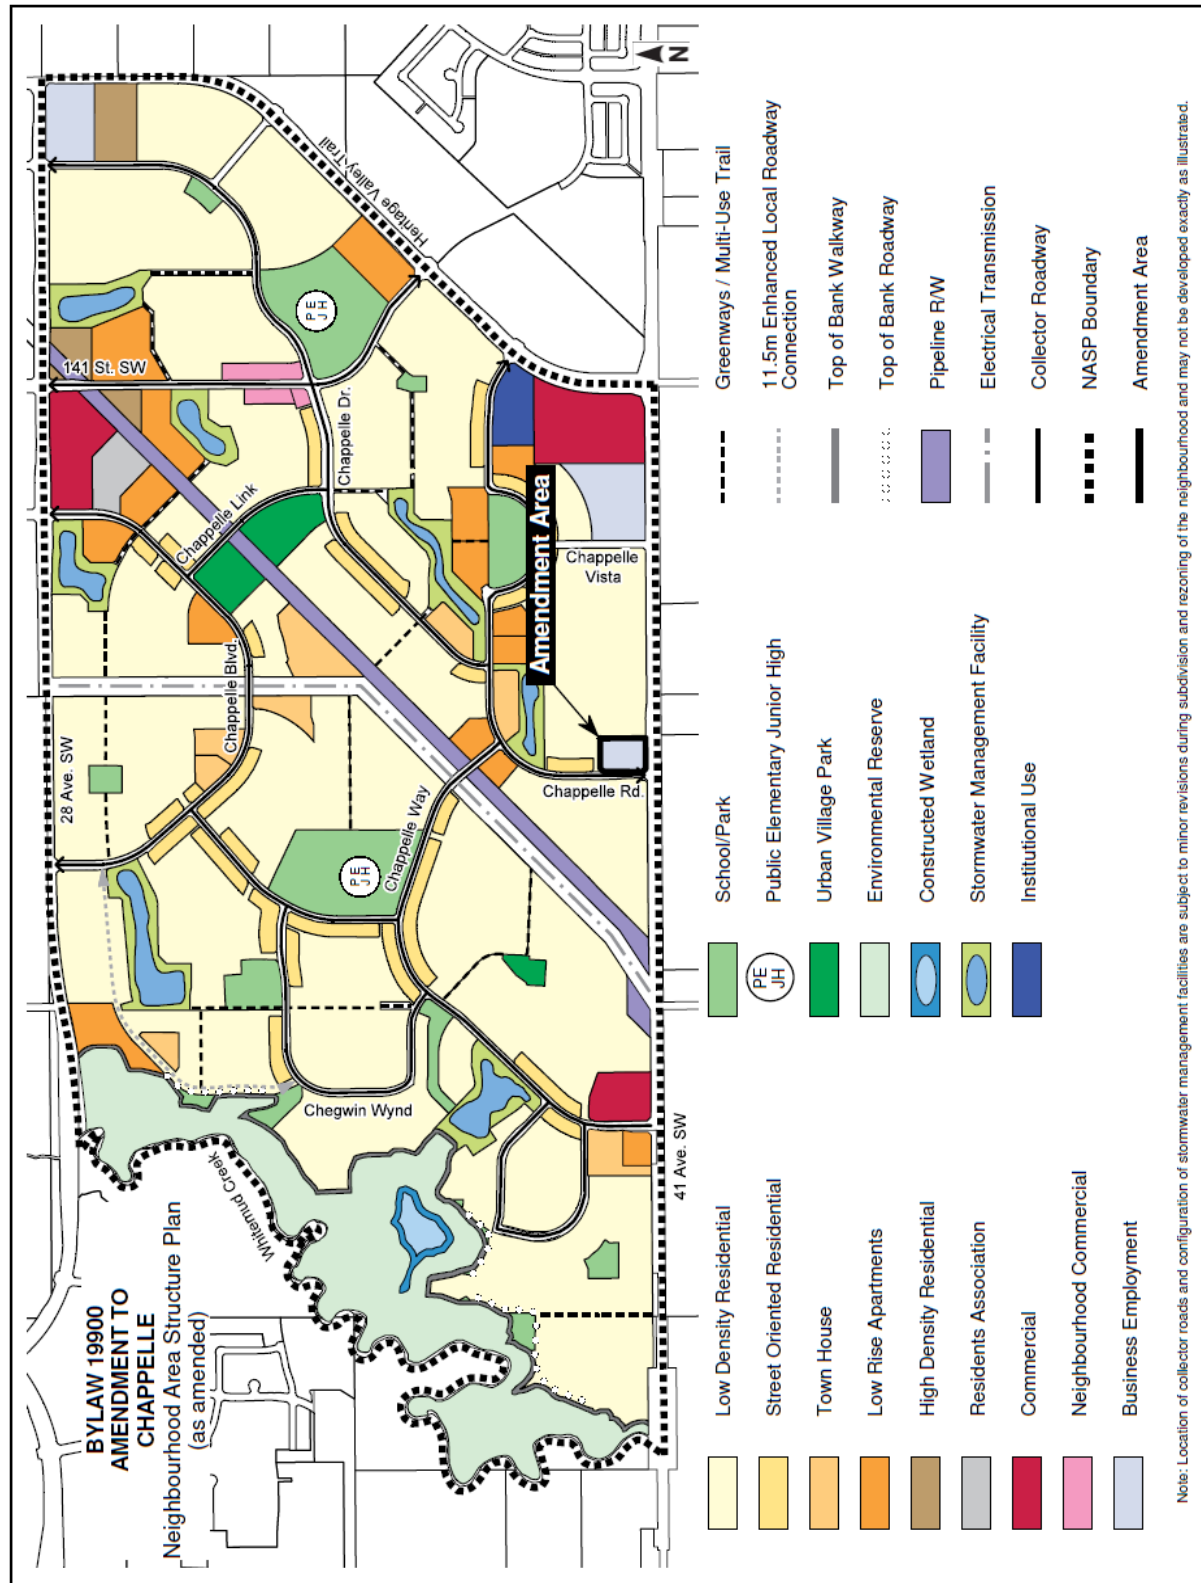 BYLAW 19900
AMENDMENT TO
CHAPPELLE
Neighbourhood Area Structure Plan
(as amended)
Whitemud Creek
28 Ave. SW
141 St. SW
Heritage Valley Trail
N
Chappelle Blvd.
Chappelle Link
Chappelle Dr.
PE
JH
PE
JH
Chegwin Wynd
Chappelle Way
Chappelle Rd.
Amendment Area
Chappelle
Vista
41 Ave. SW
Low Density Residential
Street Oriented Residential
Town House
Low Rise Apartments
High Density Residential
Residents Association
Commercial
Neighbourhood Commercial
Business Employment
School/Park
PE
JH
Public Elementary Junior High
Urban Village Park
Environmental Reserve
Constructed Wetland
Stormwater Management Facility
Institutional Use
Greenways / Multi-Use Trail
11.5m Enhanced Local Roadway
Connection
Top of Bank Walkway
Top of Bank Roadway
Pipeline R/W
Electrical Transmission
Collector Roadway
NASP Boundary
Amendment Area
Note: Location of collector roads and configuration of stormwater management facilities are subject to minor revisions during subdivision and rezoning of the neighbourhood and may not be developed exactly as illustrated.